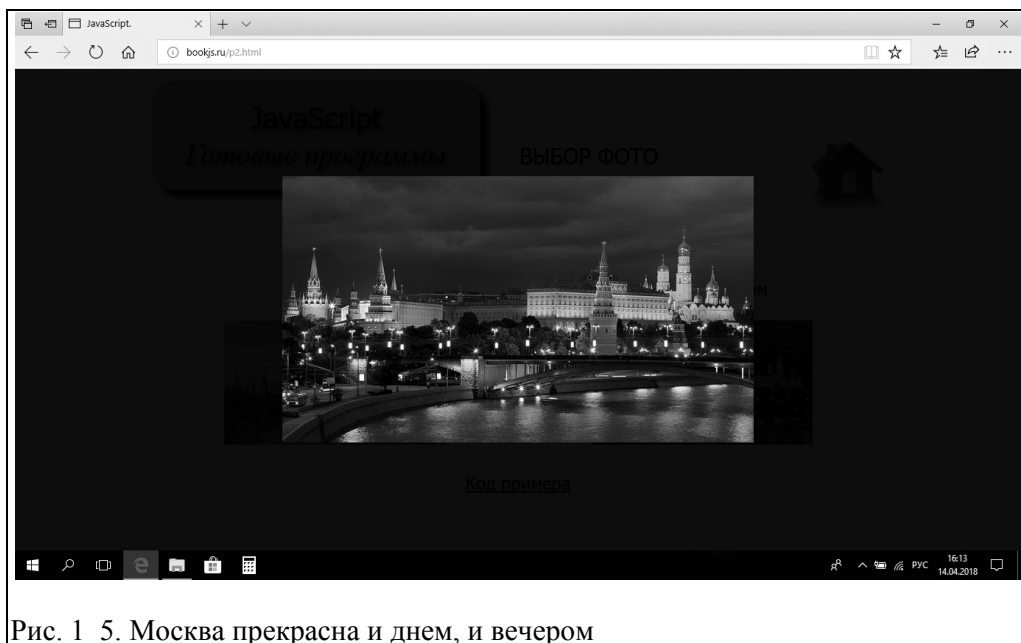 JavaScript.
bookjs.ru/p2.html
JavaScript
Готовые программы
ВЫБОР ФОТО
ом
Код примера
РУС
16:13
14.04.2018
Рис. 1 5. Москва прекрасна и днем, и вечером